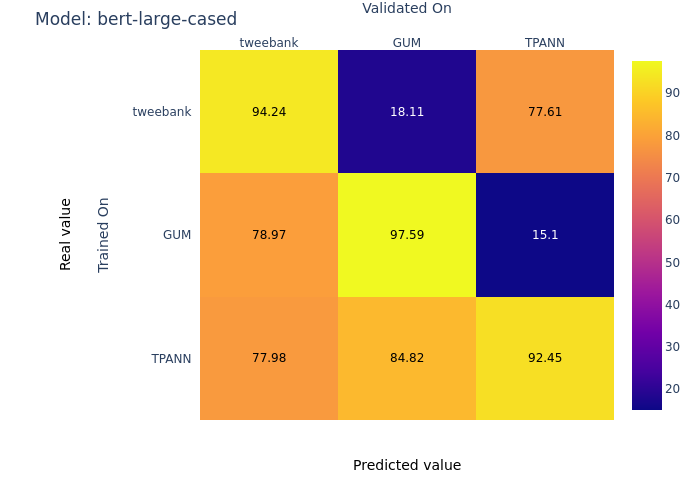 Validated On
Model: bert-large-cased
tweebank GUM TPANN
tweebank 94.24 18.11 77.61
GUM 78.97 97.59 15.1
TPANN 77.98 84.82 92.45
Real value
Trained On
90
80
70
60
50
40
30
20
Predicted value